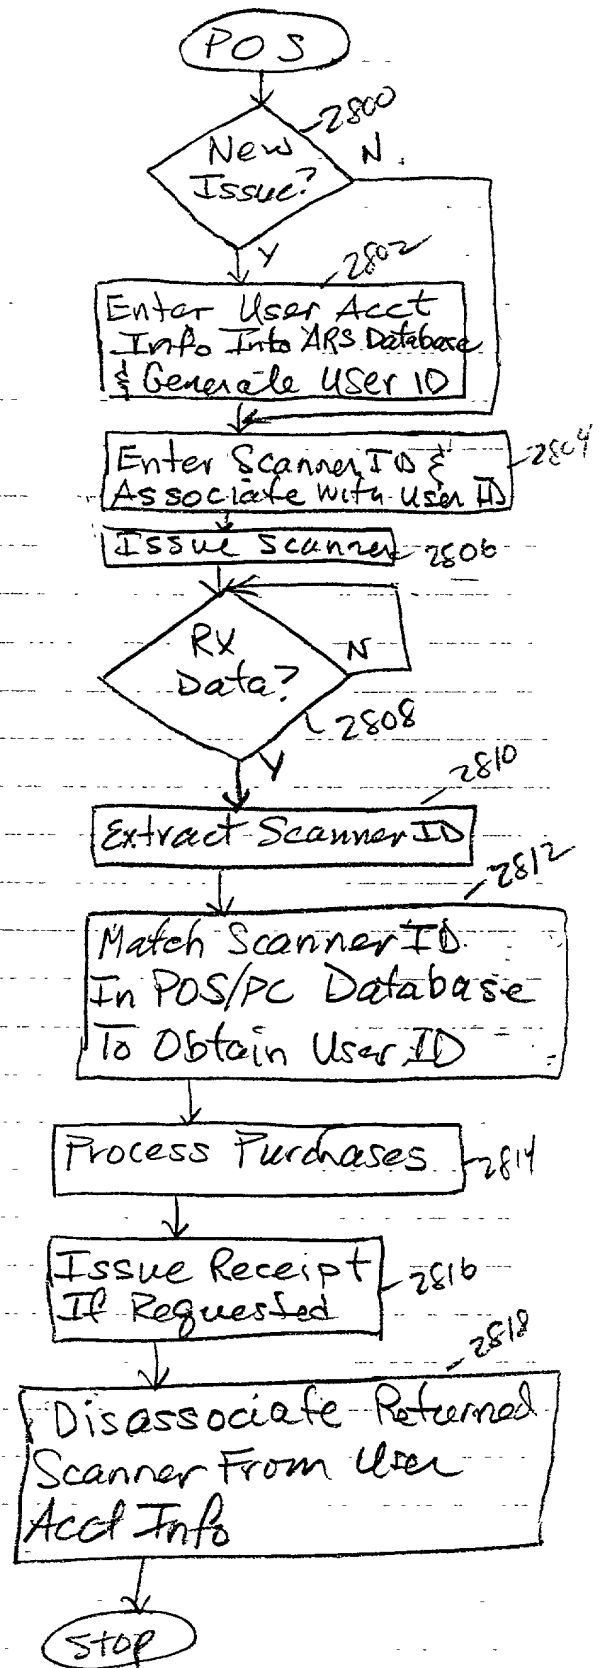 POS
2800
New
Issue?
N.
Y
2802
Enter User Acct
Info Into ARS Database
& Generate User ID
Enter Scanner ID &
Associate with User ID
2804
Issue Scanner
2806
RX
Data?
N
2808
Y
2810
Extract Scanner ID
2812
Match Scanner ID
In POS/PC Database
To Obtain User ID
Process Purchases
2814
Issue Receipt
If Requested
2816
2818
Disassociate Returned
Scanner From User
Acct Info
Stop